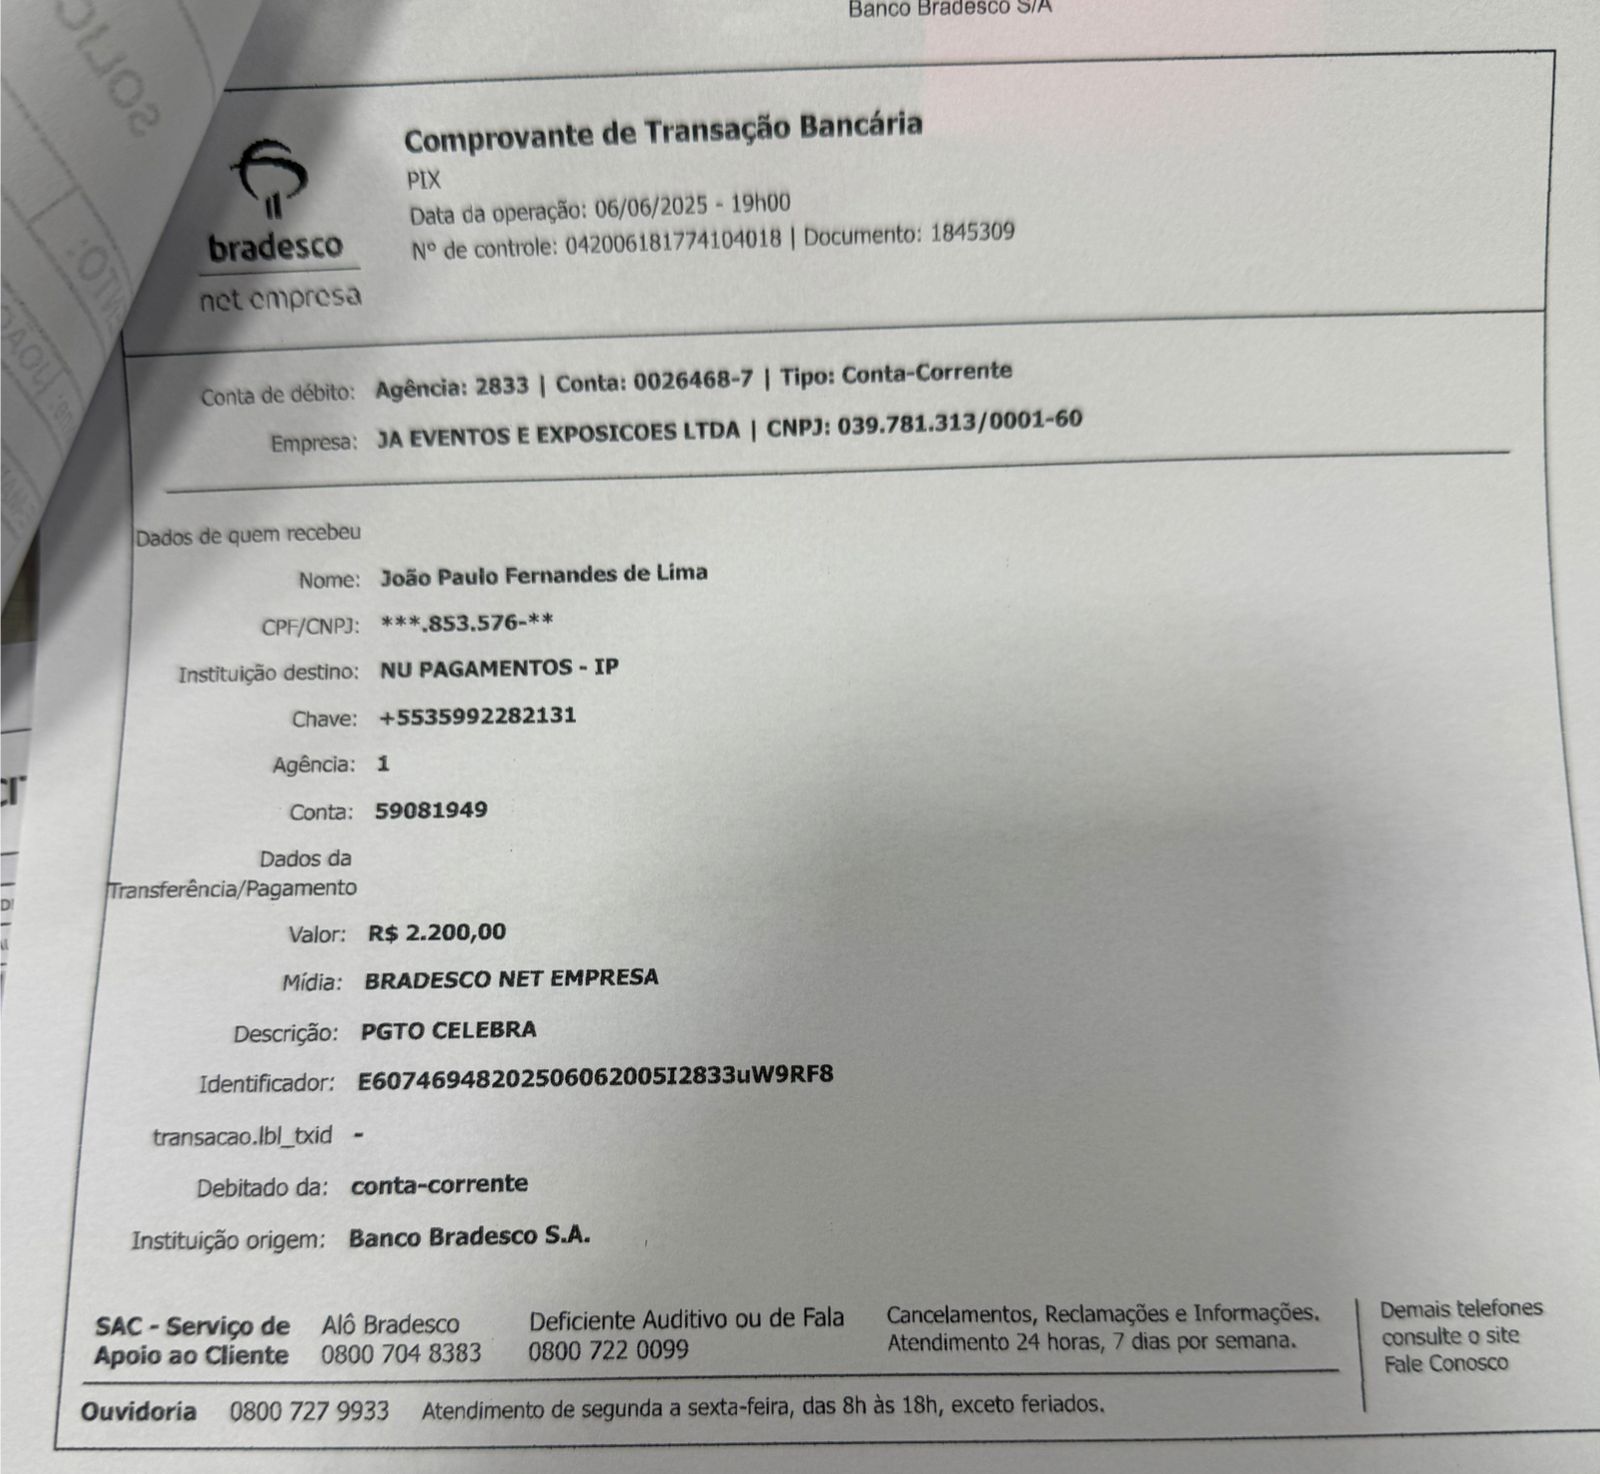 Banco Bradesco S/A
bradesco
net empresa
Comprovante de Transação Bancária
PIX
Data da operação: 06/06/2025 - 19h00
Nº de controle: 042006181774104018 | Documento: 1845309
Conta de débito: Agência: 2833 | Conta: 0026468-7 | Tipo: Conta-Corrente
Empresa: JA EVENTOS E EXPOSICOES LTDA | CNPJ: 039.781.313/0001-60
Dados de quem recebeu
Nome: João Paulo Fernandes de Lima
CPF/CNPJ: ***.853.576-**
Instituição destino: NU PAGAMENTOS - IP
Chave: +5535992282131
Agência: 1
Conta: 59081949
Dados da
Transferência/Pagamento
Valor: R$ 2.200,00
Mídia: BRADESCO NET EMPRESA
Descrição: PGTO CELEBRA
Identificador: E60746948202506062005I2833uW9RF8
transacao.lbl_txid -
Debitado da: conta-corrente
Instituição origem: Banco Bradesco S.A.
SAC - Serviço de
Apoio ao Cliente
Alô Bradesco
0800 704 8383
Deficiente Auditivo ou de Fala
0800 722 0099
Cancelamentos, Reclamações e Informações.
Atendimento 24 horas, 7 dias por semana.
Demais telefones
consulte o site
Fale Conosco
Ouvidoria 0800 727 9933 Atendimento de segunda a sexta-feira, das 8h às 18h, exceto feriados.